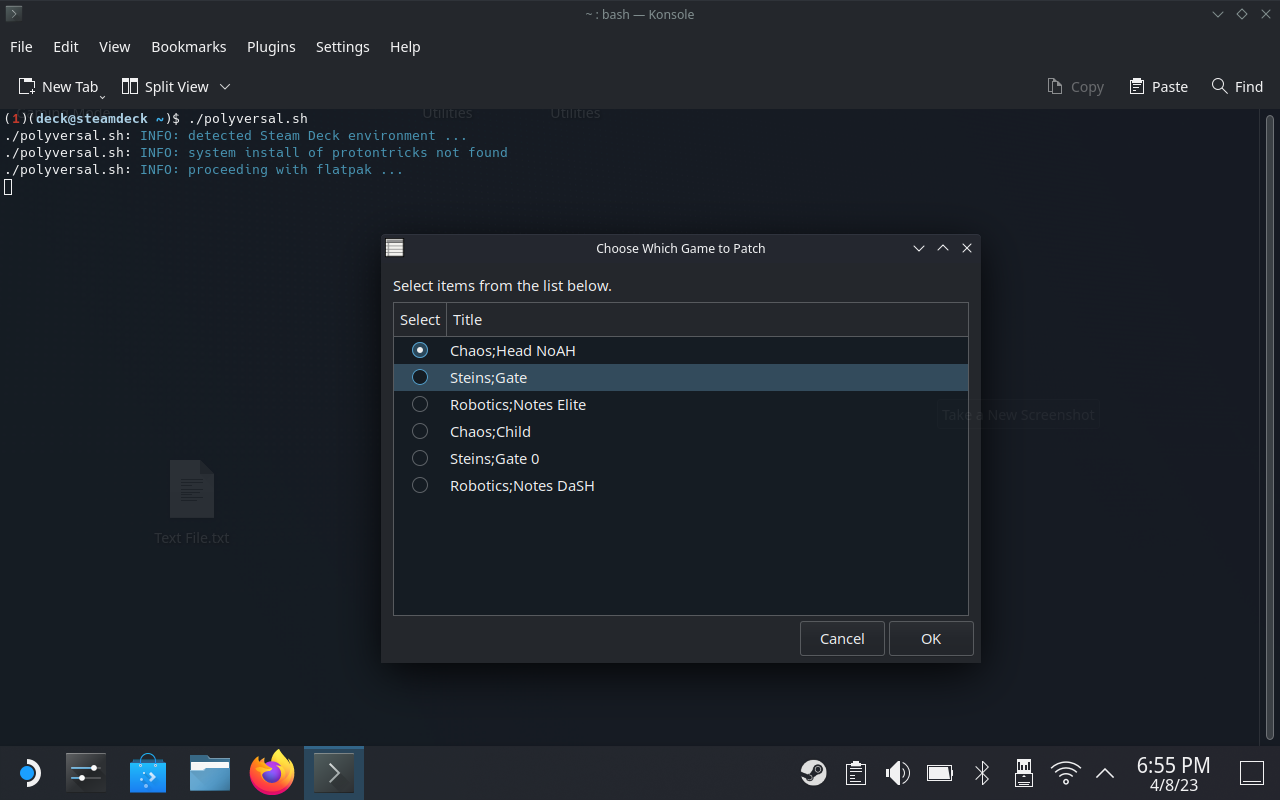 ~ : bash — Konsole
File Edit View Bookmarks Plugins Settings Help
New Tab Split View Copy Paste Find
Gaming Mode Utilities Utilities
(1)(deck@steamdeck ~)$ ./polyversal.sh
./polyversal.sh: INFO: detected Steam Deck environment ...
./polyversal.sh: INFO: system install of protontricks not found
./polyversal.sh: INFO: proceeding with flatpak ...
Choose Which Game to Patch
Select items from the list below.
Select Title
Chaos;Head NoAH
Steins;Gate
Robotics;Notes Elite
Chaos;Child
Steins;Gate 0
Robotics;Notes DaSH
Take a New Screenshot
Text File.txt
Cancel OK
6:55 PM
4/8/23